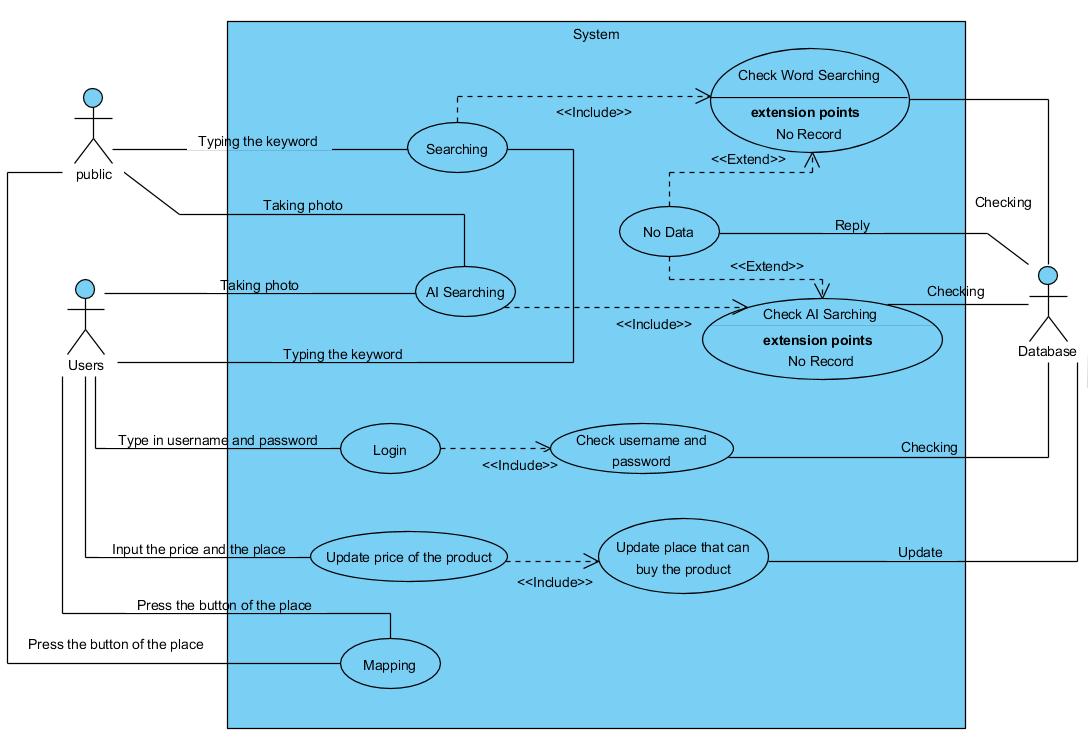 System
Check Word Searching
<<Include>>
extension points
No Record
Typing the keyword
Searching
<<Extend>>
public
Taking photo
Checking
No Data
Reply
<<Extend>>
Taking photo
AI Searching
Checking
<<Include>>
Check AI Sarching
extension points
No Record
Typing the keyword
Users
Database
Type in username and password
Login
<<Include>>
Check username and
password
Checking
Input the price and the place
Update price of the product
<<Include>>
Update place that can
buy the product
Update
Press the button of the place
Press the button of the place
Mapping